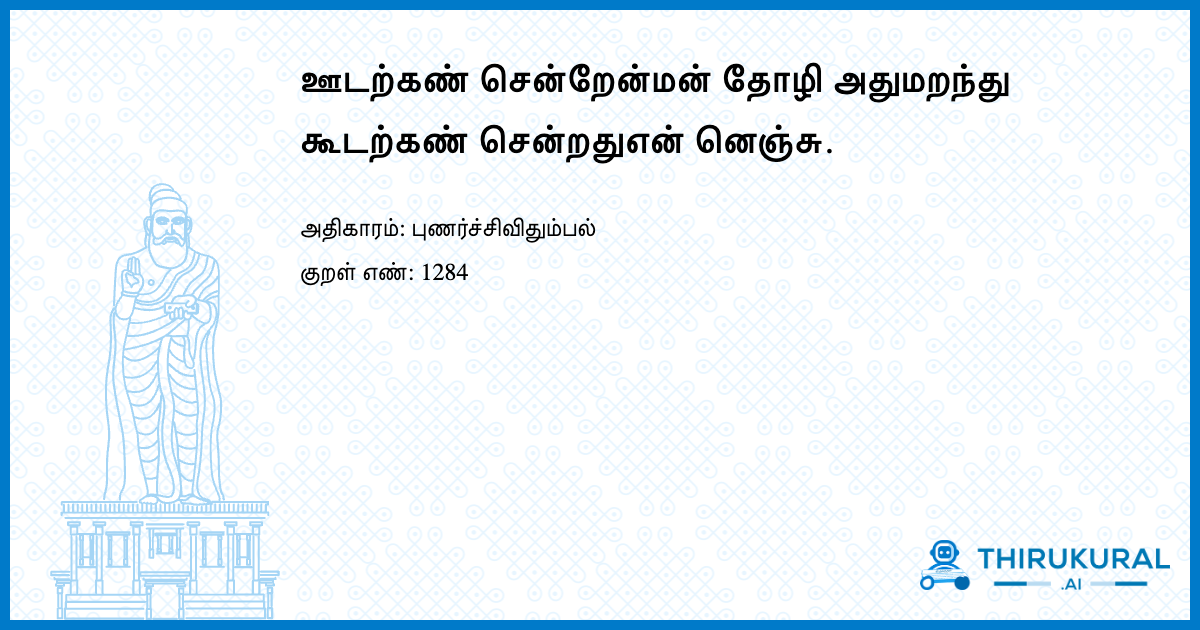 ஊடற்கண் சென்றேன்மன் தோழி அதுமறந்து
கூடற்கண் சென்றதுஎன் னெஞ்சு.
அதிகாரம்: புணர்ச்சிவிதும்பல்
குறள் எண்: 1284
THIRUKURAL
.AI